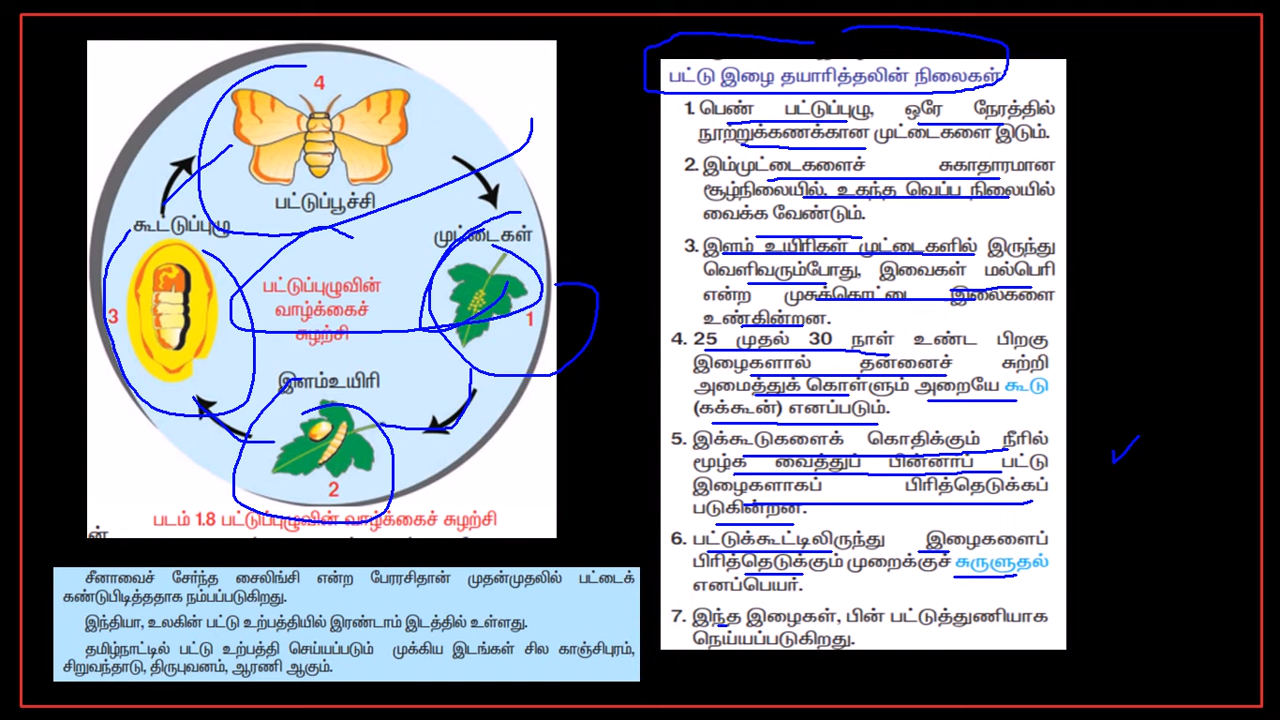 4
பட்டுப்பூச்சி
கூட்டுப்புழு
முட்டைகள்
பட்டுப்புழுவின்
வாழ்க்கைச்
சுழற்சி
3
1
இளம்உயிரி
2
படம் 1.8 பட்டுப்புழுவின் வாழ்க்கைச் சுழற்சி
ன்
சீனாவைச் சேர்ந்த சைலிங்சி என்ற பேரரசிதான் முதன்முதலில் பட்டைக்
கண்டுபிடித்ததாக நம்பப்படுகிறது.
இந்தியா, உலகின் பட்டு உற்பத்தியில் இரண்டாம் இடத்தில் உள்ளது.
தமிழ்நாட்டில் பட்டு உற்பத்தி செய்யப்படும் முக்கிய இடங்கள் சில காஞ்சிபுரம்,
சிறுவந்தாடு, திருபுவனம், ஆரணி ஆகும்.
பட்டு இழை தயாரித்தலின் நிலைகள்
1. பெண் பட்டுப்புழு, ஒரே நேரத்தில்
நூற்றுக்கணக்கான முட்டைகளை இடும்.
2. இம்முட்டைகளைச் சுகாதாரமான
சூழ்நிலையில், உகந்த வெப்ப நிலையில்
வைக்க வேண்டும்.
3. இளம் உயிரிகள் முட்டைகளில் இருந்து
வெளிவரும்போது, இவைகள் மல்பெரி
என்ற முசுக்கொட்டை இலைகளை
உண்கின்றன.
4. 25 முதல் 30 நாள் உண்ட பிறகு
இழைகளால் தன்னைச் சுற்றி
அமைத்துக் கொள்ளும் அறையே கூடு
(கக்கூன்) எனப்படும்.
5. இக்கூடுகளைக் கொதிக்கும் நீரில்
மூழ்க வைத்துப் பின்னர்ப் பட்டு
இழைகளாகப் பிரித்தெடுக்கப்
படுகின்றன.
6. பட்டுக்கூட்டிலிருந்து இழைகளைப்
பிரித்தெடுக்கும் முறைக்குச் சுருளுதல்
எனப்பெயர்.
7. இந்த இழைகள், பின் பட்டுத்துணியாக
நெய்யப்படுகிறது.